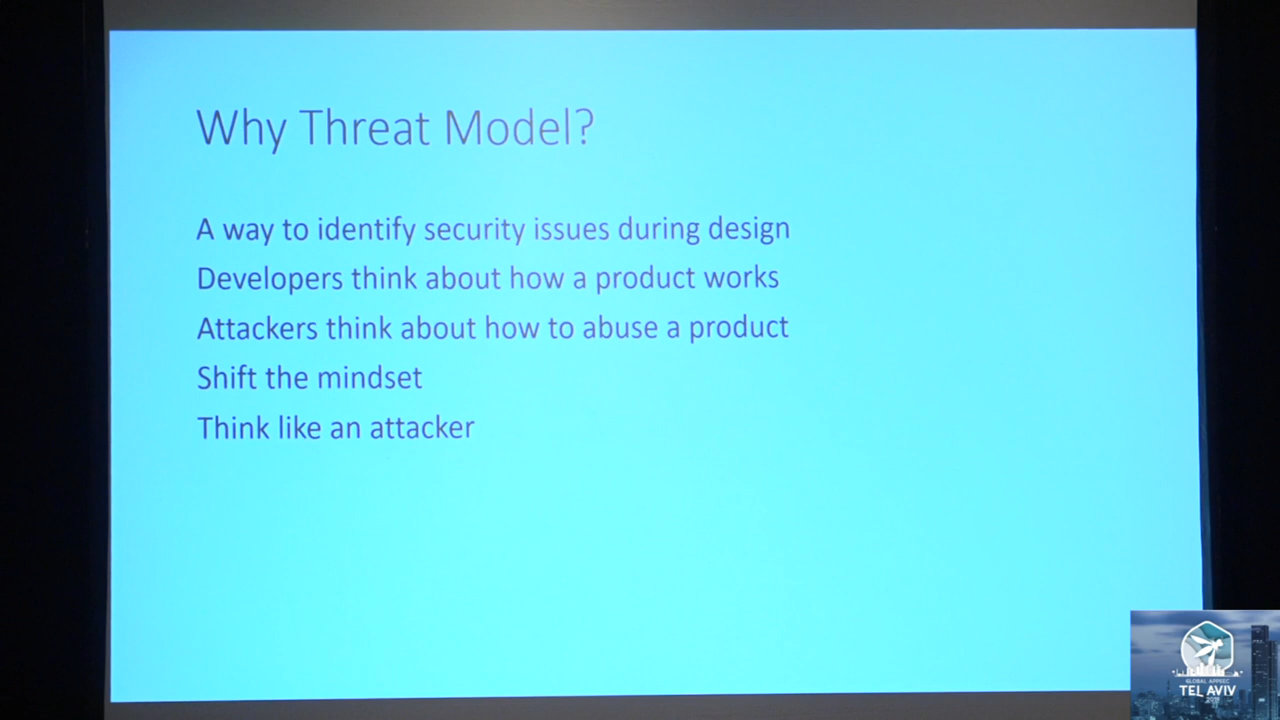 Why Threat Model?
A way to identify security issues during design
Developers think about how a product works
Attackers think about how to abuse a product
Shift the mindset
Think like an attacker
GLOBAL APPSEC
TEL AVIV